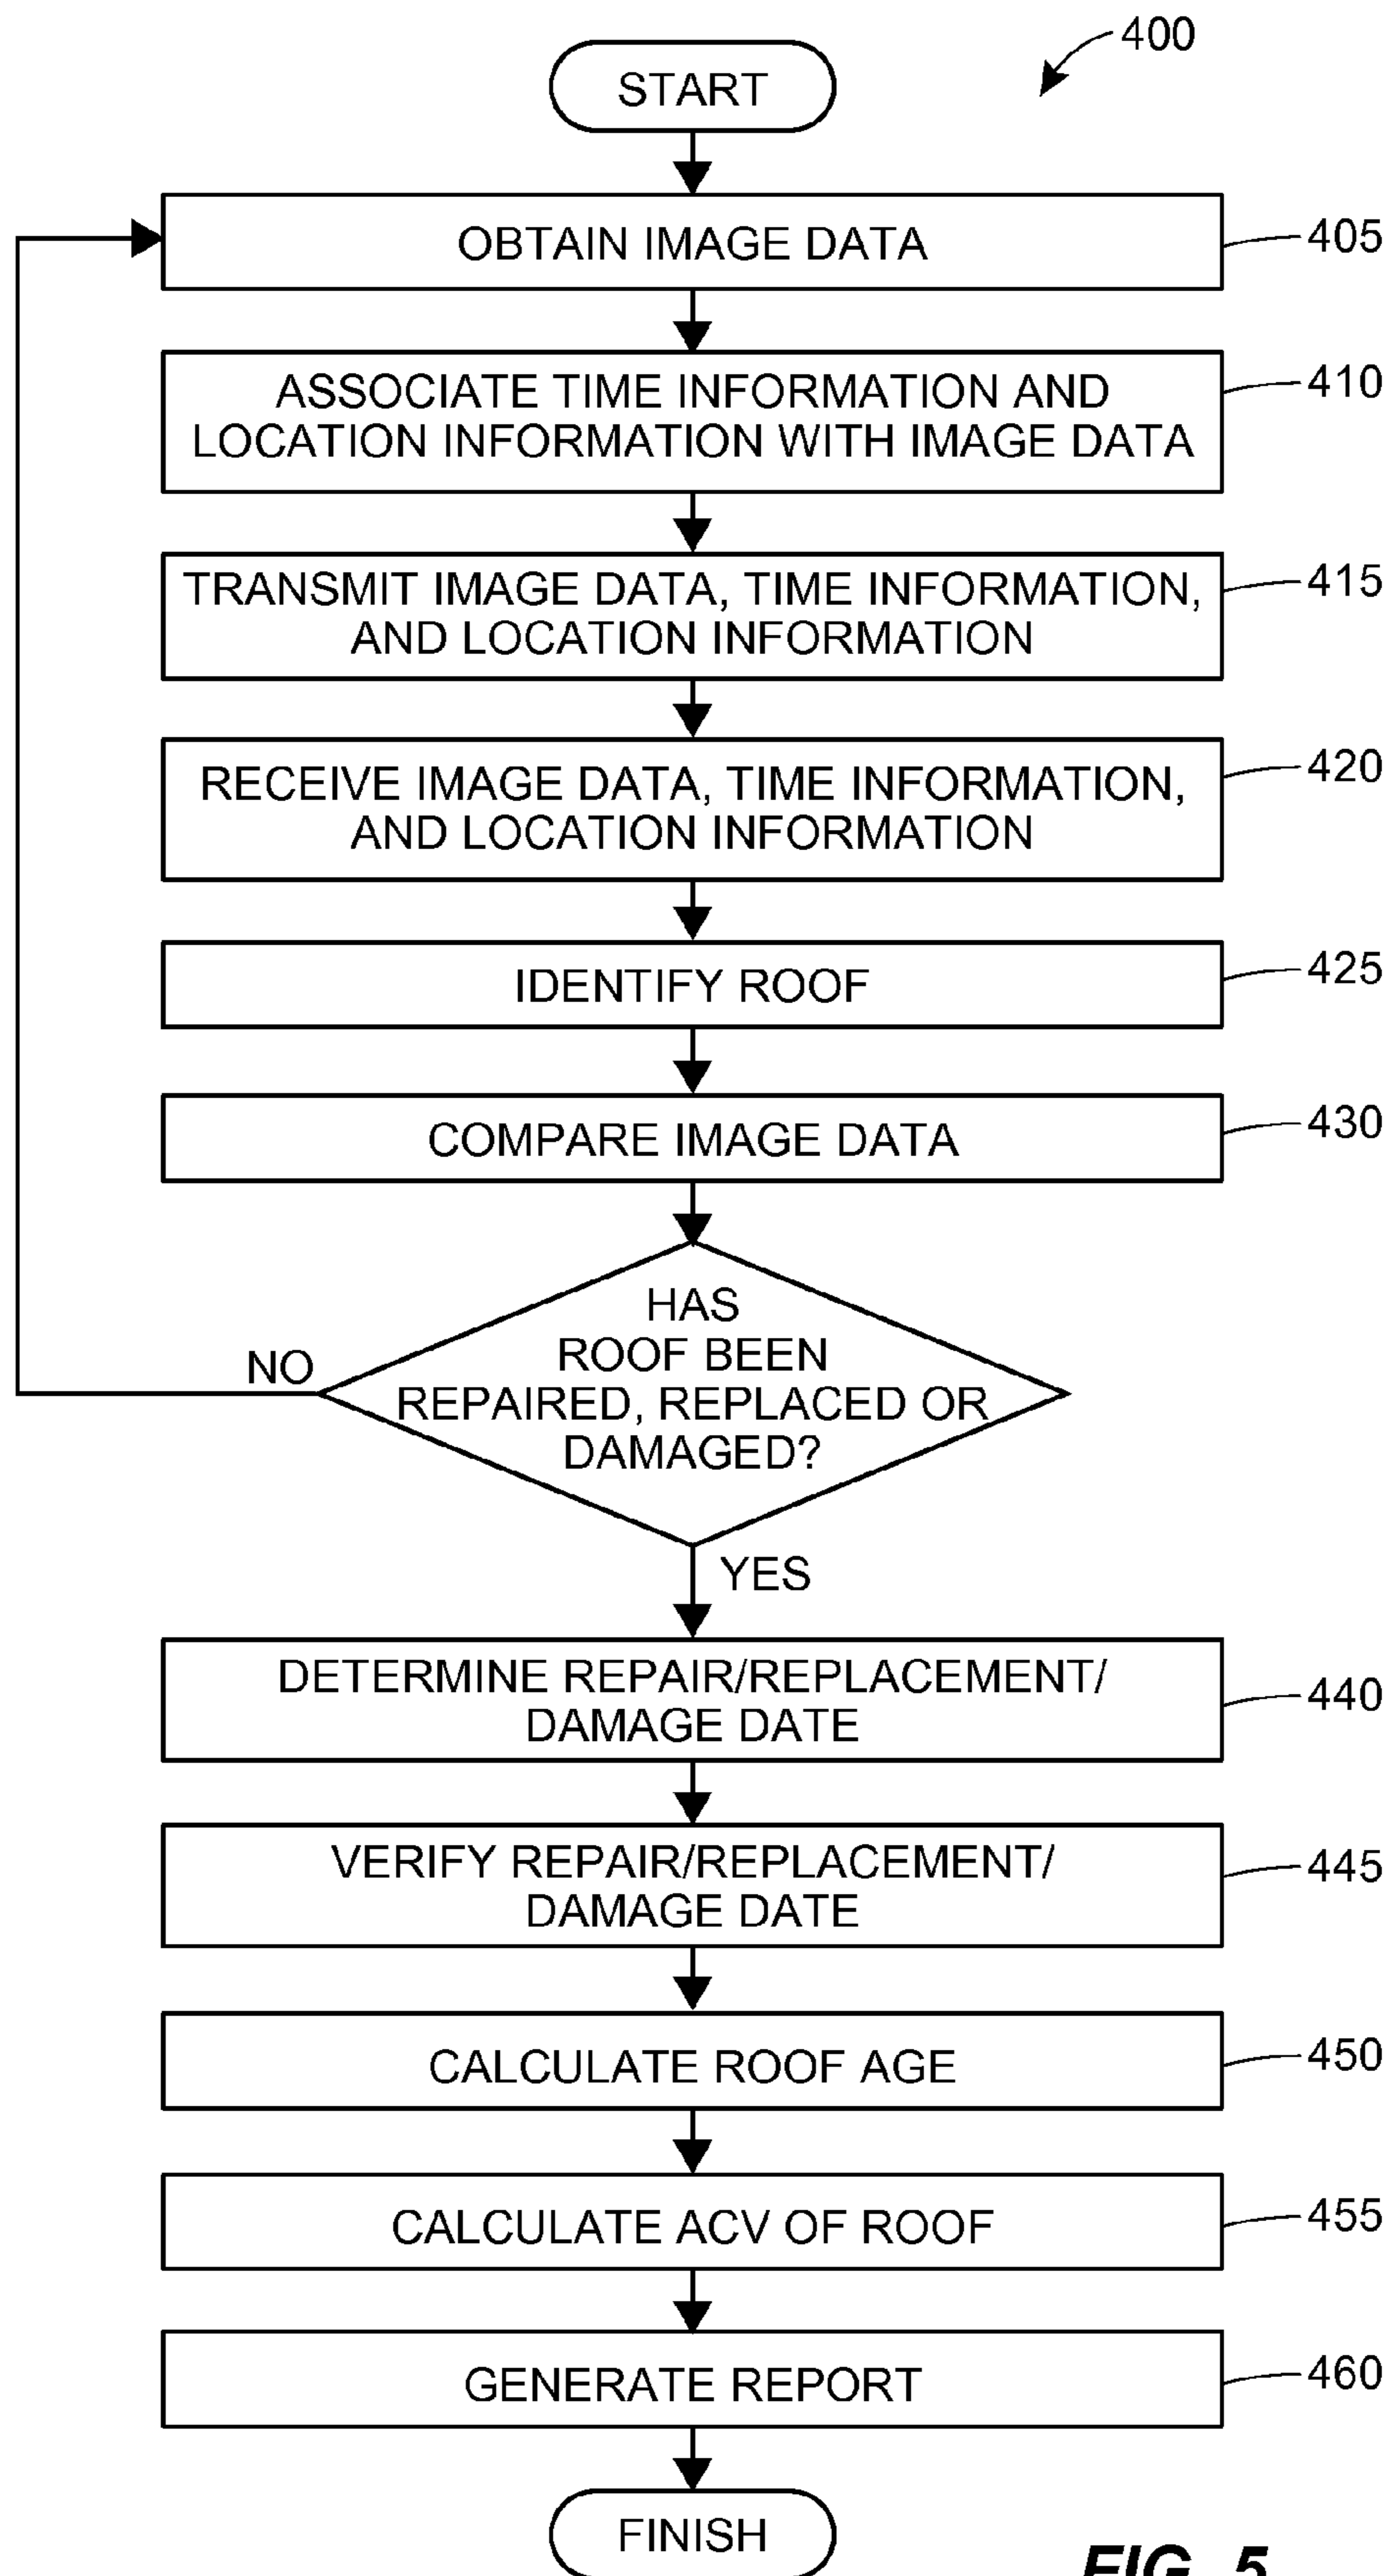 400
START
OBTAIN IMAGE DATA
405
ASSOCIATE TIME INFORMATION AND
LOCATION INFORMATION WITH IMAGE DATA
410
TRANSMIT IMAGE DATA, TIME INFORMATION,
AND LOCATION INFORMATION
415
RECEIVE IMAGE DATA, TIME INFORMATION,
AND LOCATION INFORMATION
420
IDENTIFY ROOF
425
COMPARE IMAGE DATA
430
HAS
ROOF BEEN
REPAIRED, REPLACED OR
DAMAGED?
NO
YES
DETERMINE REPAIR/REPLACEMENT/
DAMAGE DATE
440
VERIFY REPAIR/REPLACEMENT/
DAMAGE DATE
445
CALCULATE ROOF AGE
450
CALCULATE ACV OF ROOF
455
GENERATE REPORT
460
FINISH
FIG. 5